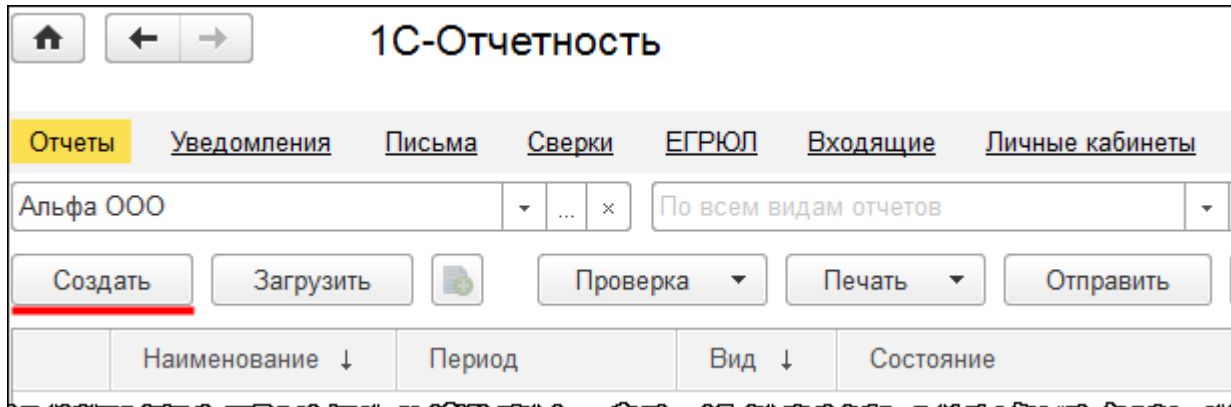 1С-Отчетность
Отчеты Уведомления Письма Сверки ЕГРЮЛ Входящие Личные кабинеты
Альфа ООО ... × По всем видам отчетов
Создать Загрузить Проверка Печать Отправить
Наименование ↓ Период Вид ↓ Состояние